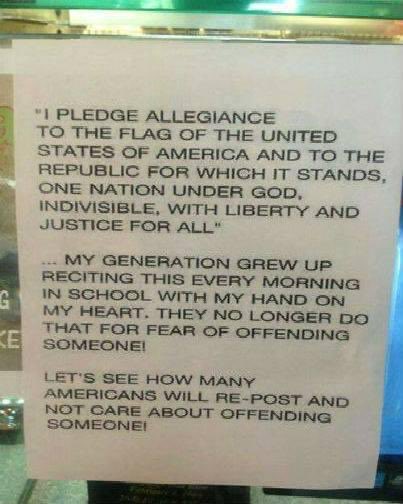 "I PLEDGE ALLEGIANCE
TO THE FLAG OF THE UNITED
STATES OF AMERICA AND TO THE
REPUBLIC FOR WHICH IT STANDS,
ONE NATION UNDER GOD,
INDIVISIBLE, WITH LIBERTY AND
JUSTICE FOR ALL"
... MY GENERATION GREW UP
RECITING THIS EVERY MORNING
IN SCHOOL WITH MY HAND ON
MY HEART. THEY NO LONGER DO
THAT FOR FEAR OF OFFENDING
SOMEONE!
LET'S SEE HOW MANY
AMERICANS WILL RE-POST AND
NOT CARE ABOUT OFFENDING
SOMEONE!